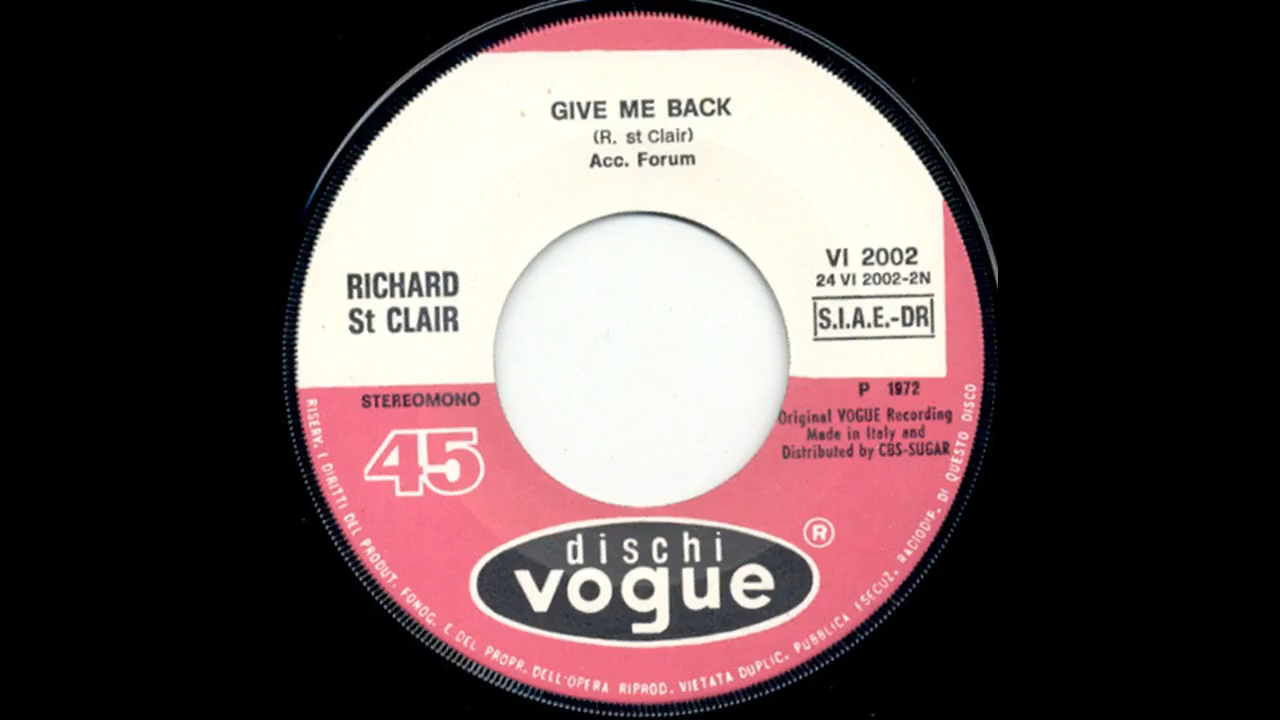 GIVE ME BACK
(R. st Clair)
Acc. Forum
RICHARD
St CLAIR
VI 2002
24 VI 2002-2N
S.I.A.E.-DR
STEREOMONO
45
P 1972
Original VOGUE Recording
Made in Italy and
Distributed by CBS-SUGAR
dischi
vogue
®
RISERV. I DIRITTI DEL PRODUT. FONOG. E DEL PROPR. DELL'OPERA RIPROD. VIETATA DUPLIC. PUBBLICA ESECUZ. RADIODIF. DI QUESTO DISCO